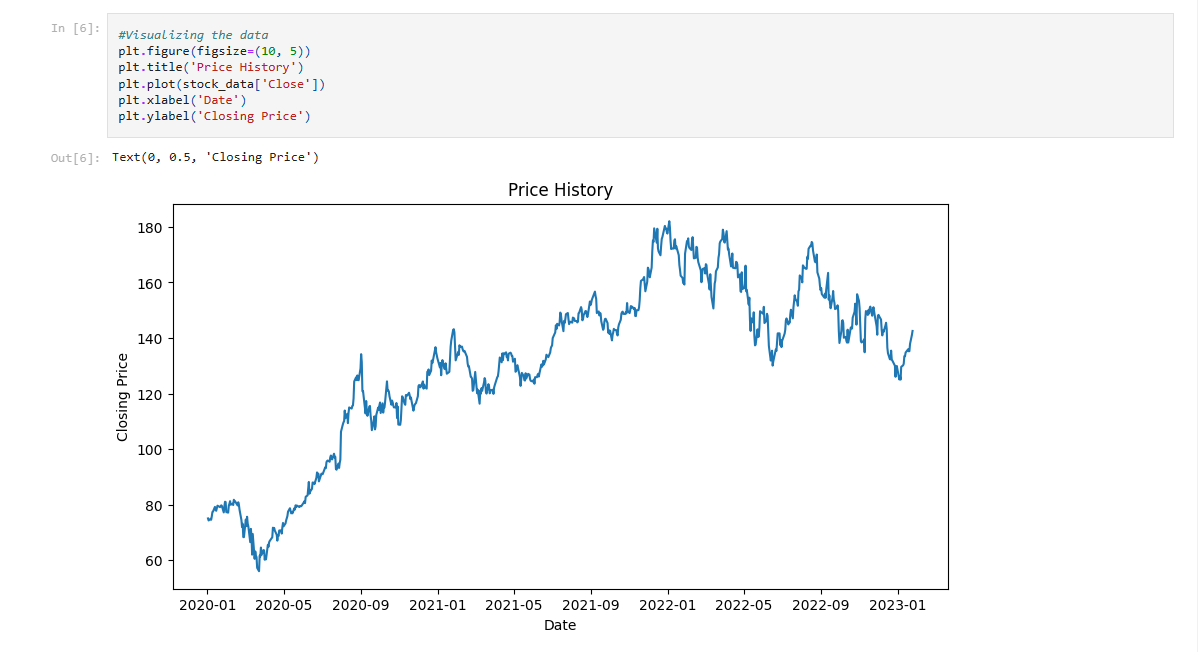 In [6]:
#Visualizing the data
plt.figure(figsize=(10, 5))
plt.title('Price History')
plt.plot(stock_data['Close'])
plt.xlabel('Date')
plt.ylabel('Closing Price')
Out[6]: Text(0, 0.5, 'Closing Price')
Price History
Closing Price
180
160
140
120
100
80
60
2020-01 2020-05 2020-09 2021-01 2021-05 2021-09 2022-01 2022-05 2022-09 2023-01
Date